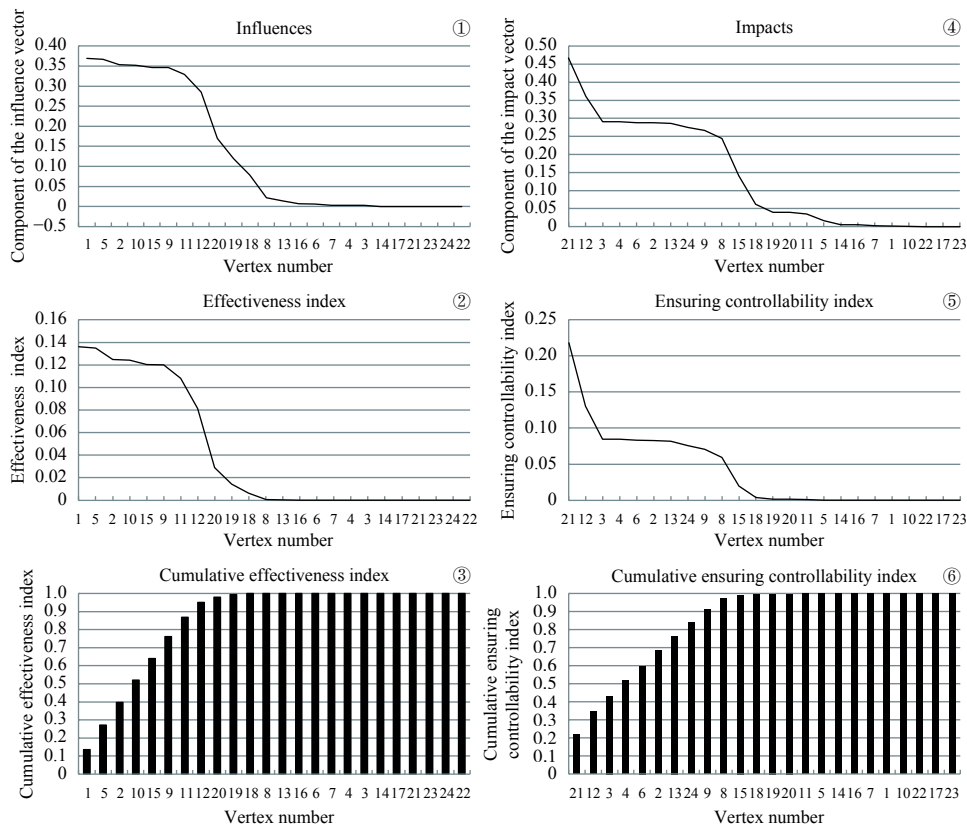 Influences
①
Component of the influence vector
0.40
0.35
0.30
0.25
0.20
0.15
0.10
0.05
0
−0.5
1 5 2 10 15 9 11 12 20 19 18 8 13 16 6 7 4 3 14 17 21 23 24 22
Vertex number
Impacts
④
Component of the impact vector
0.50
0.45
0.40
0.35
0.30
0.25
0.20
0.15
0.10
0.05
0
21 12 3 4 6 2 13 24 9 8 15 18 19 20 11 5 14 16 7 1 10 22 17 23
Vertex number
Effectiveness index
②
Effectiveness index
0.16
0.14
0.12
0.10
0.08
0.06
0.04
0.02
0
1 5 2 10 15 9 11 12 20 19 18 8 13 16 6 7 4 3 14 17 21 23 24 22
Vertex number
Ensuring controllability index
⑤
Ensuring controllability index
0.25
0.20
0.15
0.10
0.05
0
21 12 3 4 6 2 13 24 9 8 15 18 19 20 11 5 14 16 7 1 10 22 17 23
Vertex number
Cumulative effectiveness index
③
Cumulative effectiveness index
1.0
0.9
0.8
0.7
0.6
0.5
0.4
0.3
0.2
0.1
0
1 5 2 10 15 9 11 12 20 19 18 8 13 16 6 7 4 3 14 17 21 23 24 22
Vertex number
Cumulative ensuring controllability index
⑥
Cumulative ensuring
controllability index
1.0
0.9
0.8
0.7
0.6
0.5
0.4
0.3
0.2
0.1
0
21 12 3 4 6 2 13 24 9 8 15 18 19 20 11 5 14 16 7 1 10 22 17 23
Vertex number